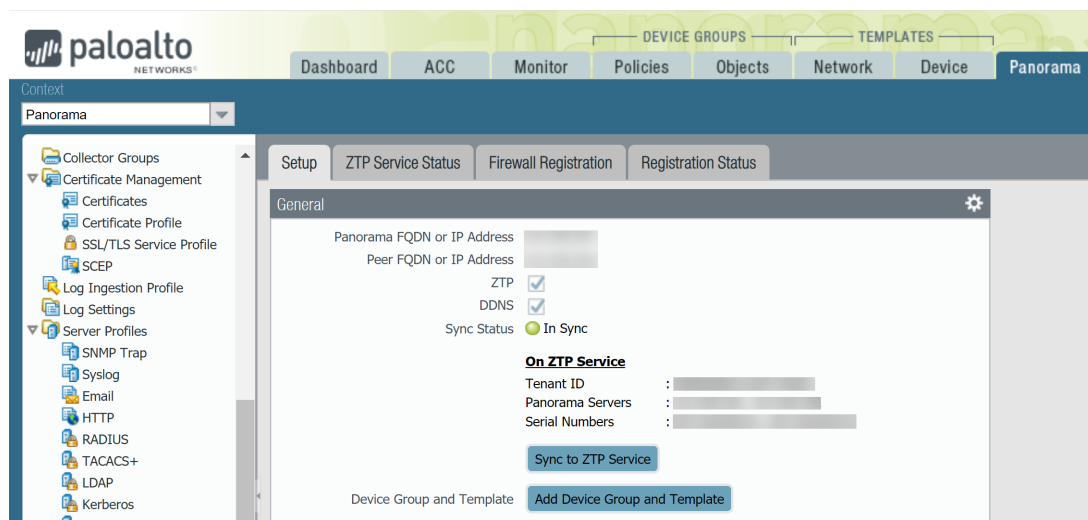 paloalto
NETWORKS®
DEVICE GROUPS
TEMPLATES
Dashboard ACC Monitor Policies Objects Network Device Panorama
Context
Panorama
Collector Groups
Certificate Management
Certificates
Certificate Profile
SSL/TLS Service Profile
SCEP
Log Ingestion Profile
Log Settings
Server Profiles
SNMP Trap
Syslog
Email
HTTP
RADIUS
TACACS+
LDAP
Kerberos
Setup ZTP Service Status Firewall Registration Registration Status
General
Panorama FQDN or IP Address
Peer FQDN or IP Address
ZTP
DDNS
Sync Status In Sync
On ZTP Service
Tenant ID :
Panorama Servers :
Serial Numbers :
Sync to ZTP Service
Device Group and Template Add Device Group and Template